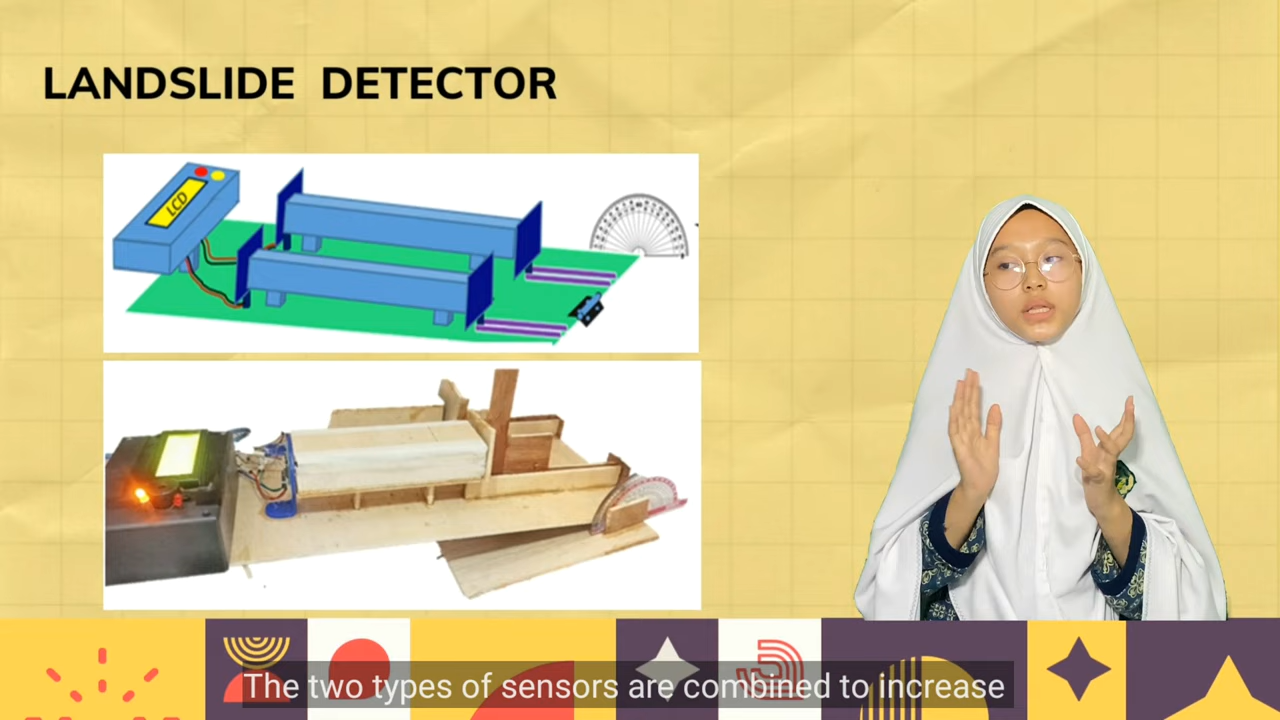 LANDSLIDE DETECTOR
LCD
The two types of sensors are combined to increase